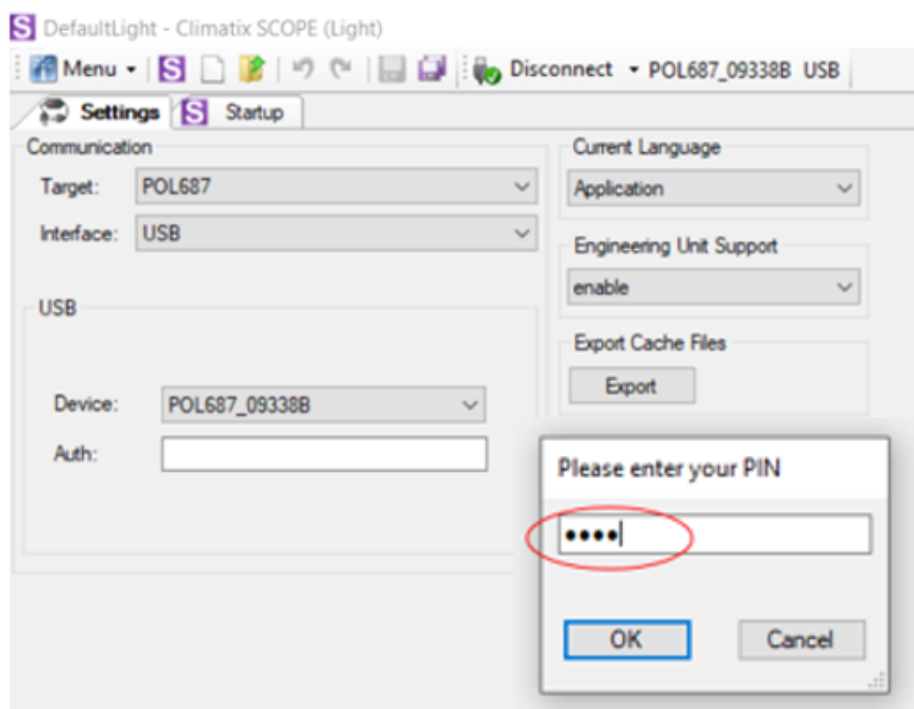 S DefaultLight - Climatix SCOPE (Light)
Menu S Disconnect POL687_09338B USB
Settings S Startup
Communication
Target: POL687
Interface: USB
USB
Device: POL687_09338B
Auth:
Current Language
Application
Engineering Unit Support
enable
Export Cache Files
Export
Please enter your PIN
••••
OK Cancel